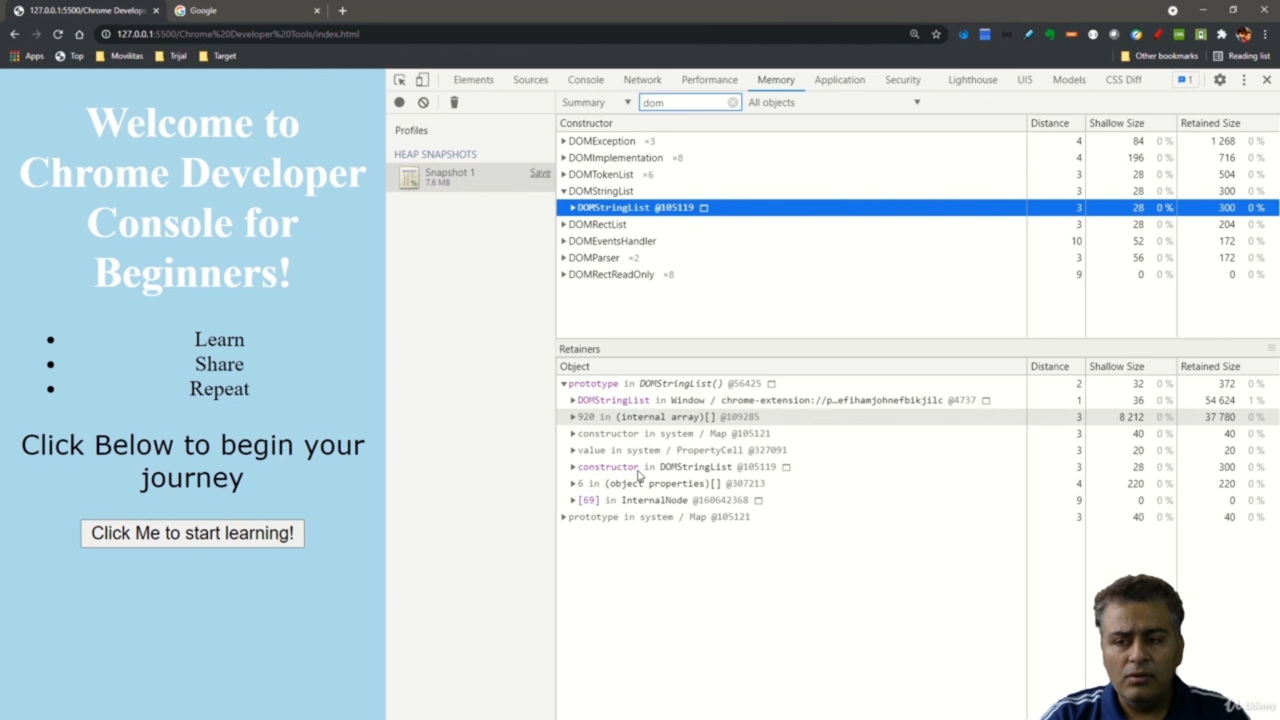 127.0.0.1:5500/Chrome Develop
Google
127.0.0.1:5500/Chrome%20Developer%20Tools/index.html
Apps Top Movilitas Trijal Target Other bookmarks Reading list
Elements Sources Console Network Performance Memory Application Security Lighthouse UI5 Models CSS Diff 1
Summary dom All objects
Profiles
HEAP SNAPSHOTS
Snapshot 1 Save
7.6 MB
Constructor Distance Shallow Size Retained Size
DOMException ×3 4 84 0 % 1 268 0 %
DOMImplementation ×8 4 196 0 % 716 0 %
DOMTokenList ×6 3 28 0 % 504 0 %
DOMStringList 3 28 0 % 300 0 %
DOMStringList @105119 3 28 0 % 300 0 %
DOMRectList 3 28 0 % 204 0 %
DOMEventsHandler 10 52 0 % 172 0 %
DOMParser ×2 3 56 0 % 172 0 %
DOMRectReadOnly ×8 9 0 0 % 0 0 %
Retainers
Object Distance Shallow Size Retained Size
prototype in DOMStringList() @56425 2 32 0 % 372 0 %
DOMStringList in Window / chrome-extension://p…efihamjohnefbikjilc @4737 1 36 0 % 54 624 1 %
920 in (internal array)[] @109285 3 8 212 0 % 37 780 0 %
constructor in system / Map @105121 3 40 0 % 40 0 %
value in system / PropertyCell @327091 3 20 0 % 20 0 %
constructor in DOMStringList @105119 3 28 0 % 300 0 %
6 in (object properties)[] @307213 4 220 0 % 220 0 %
[69] in InternalNode @160642368 9 0 0 % 0 0 %
prototype in system / Map @105121 3 40 0 % 40 0 %
Welcome to
Chrome Developer
Console for
Beginners!
Learn
Share
Repeat
Click Below to begin your
journey
Click Me to start learning!
Udemy